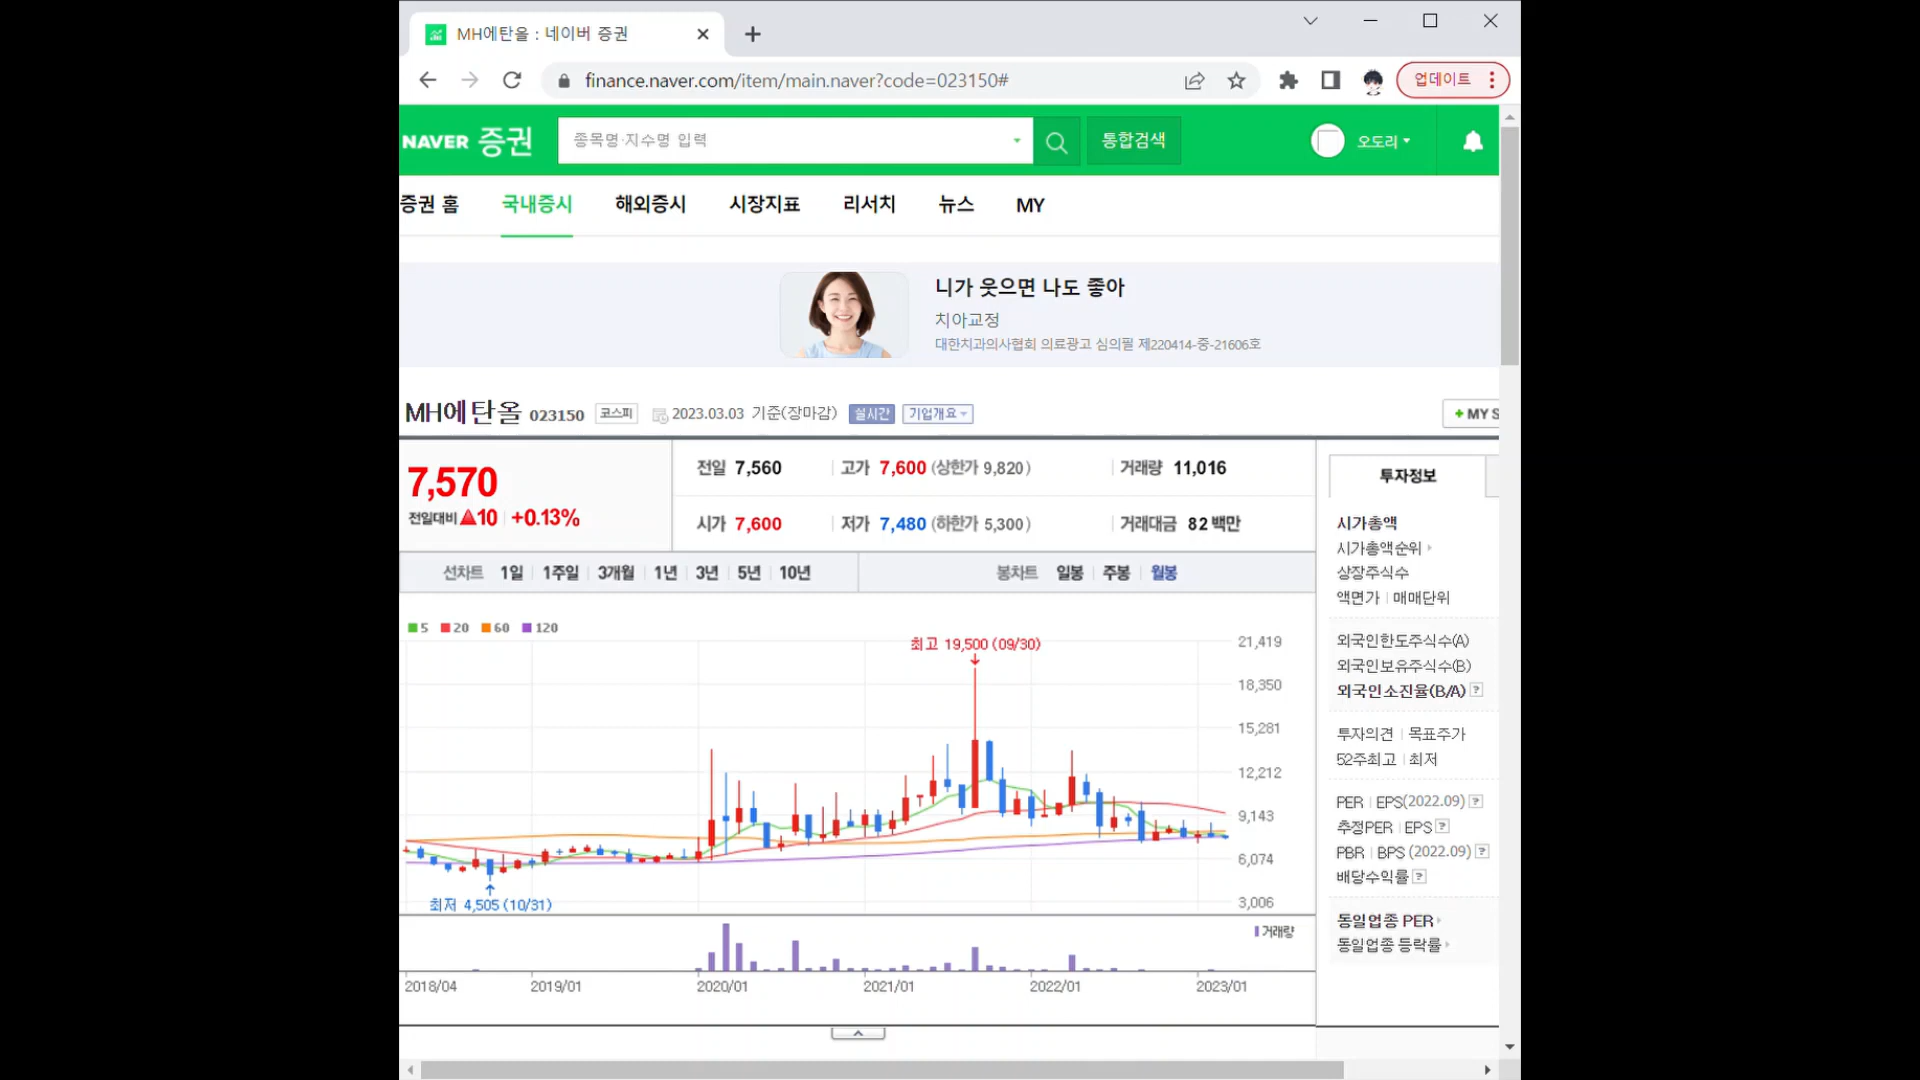 MH에탄올 : 네이버 증권
finance.naver.com/item/main.naver?code=023150#
업데이트
NAVER 증권
종목명·지수명 입력
통합검색
오도리
증권 홈 국내증시 해외증시 시장지표 리서치 뉴스 MY
니가 웃으면 나도 좋아
치아교정
대한치과의사협회 의료광고 심의필 제220414-중-21606호
MH에탄올 023150 코스피 2023.03.03 기준(장마감) 실시간 기업개요
+ MY S
7,570
전일대비 ▲10 +0.13%
전일 7,560 고가 7,600 (상한가 9,820) 거래량 11,016
시가 7,600 저가 7,480 (하한가 5,300) 거래대금 82 백만
선차트 1일 1주일 3개월 1년 3년 5년 10년 봉차트 일봉 주봉 월봉
5 20 60 120
최고 19,500 (09/30)
21,419
18,350
15,281
12,212
9,143
6,074
3,006
최저 4,505 (10/31)
거래량
2018/04 2019/01 2020/01 2021/01 2022/01 2023/01
투자정보
시가총액
시가총액순위
상장주식수
액면가 | 매매단위
외국인한도주식수(A)
외국인보유주식수(B)
외국인소진율(B/A) ?
투자의견 | 목표주가
52주최고 | 최저
PER | EPS(2022.09) ?
추정PER | EPS ?
PBR | BPS (2022.09) ?
배당수익률 ?
동일업종 PER
동일업종 등락률